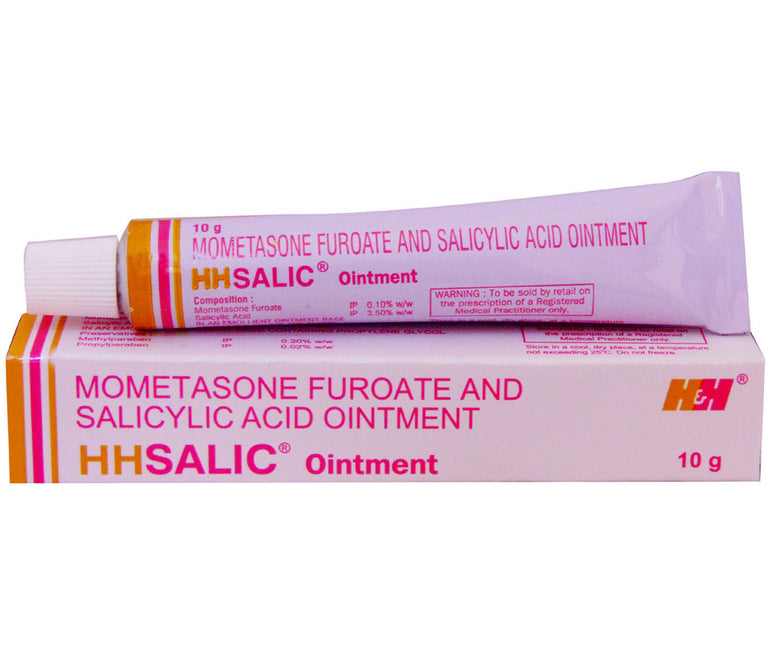 10 g
MOMETASONE FUROATE AND SALICYLIC ACID OINTMENT
HHSALIC® Ointment
Composition :
Mometasone Furoate IP 0.10% w/w
Salicylic Acid IP 3.50% w/w
IN AN EMOLLIENT OINTMENT BASE
WARNING : To be sold by retail on
the prescription of a Registered
Medical Practitioner only.
PROPYLENE GLYCOL
Methylparaben IP 0.20% w/w
Propylparaben IP 0.02% w/w
the prescription of a Registered
Medical Practitioner only.
Store in a cool, dry place, at a temperature
not exceeding 25°C. Do not freeze.
MOMETASONE FUROATE AND
SALICYLIC ACID OINTMENT
HHSALIC® Ointment
H&H®
10 g